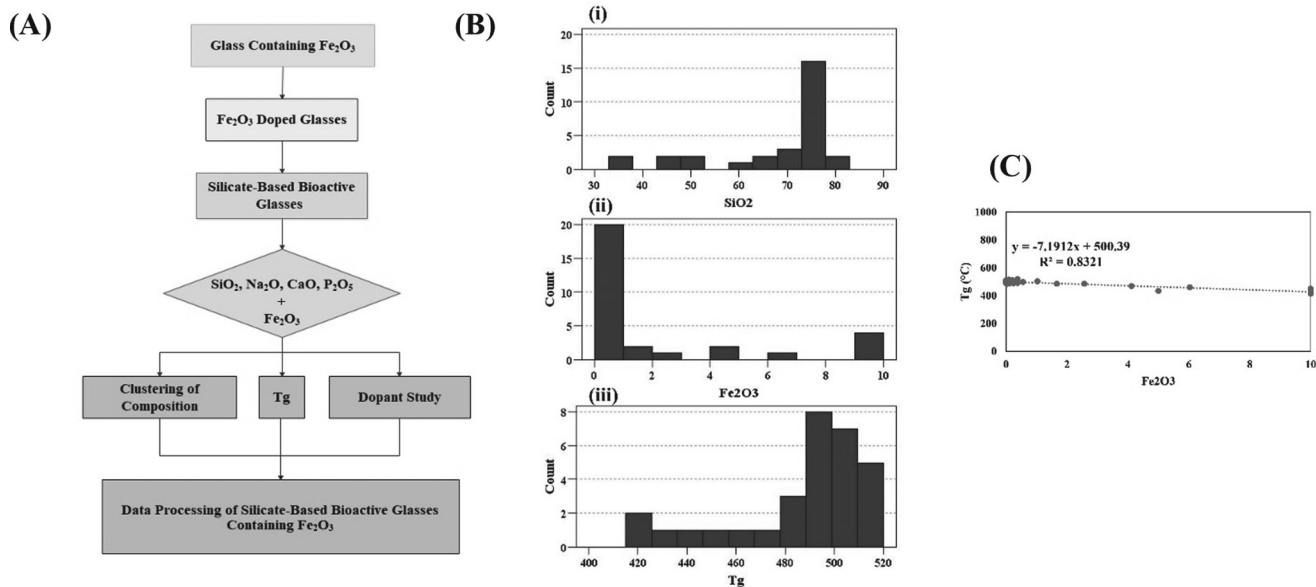 (A)
Glass Containing Fe₂O₃
Fe₂O₃ Doped Glasses
Silicate-Based Bioactive
Glasses
SiO₂, Na₂O, CaO, P₂O₅
+
Fe₂O₃
Clustering of
Composition
Tg
Dopant Study
Data Processing of Silicate-Based Bioactive Glasses
Containing Fe₂O₃
(B)
(i)
20
15
10
5
0
Count
30 40 50 60 70 80 90
SiO2
(ii)
20
15
10
5
0
Count
0 2 4 6 8 10
Fe2O3
(iii)
8
6
4
2
0
Count
400 420 440 460 480 500 520
Tg
(C)
1000
800
600
400
200
0
Tg (°C)
y = -7.1912x + 500.39
R² = 0.8321
0 2 4 6 8 10
Fe2O3